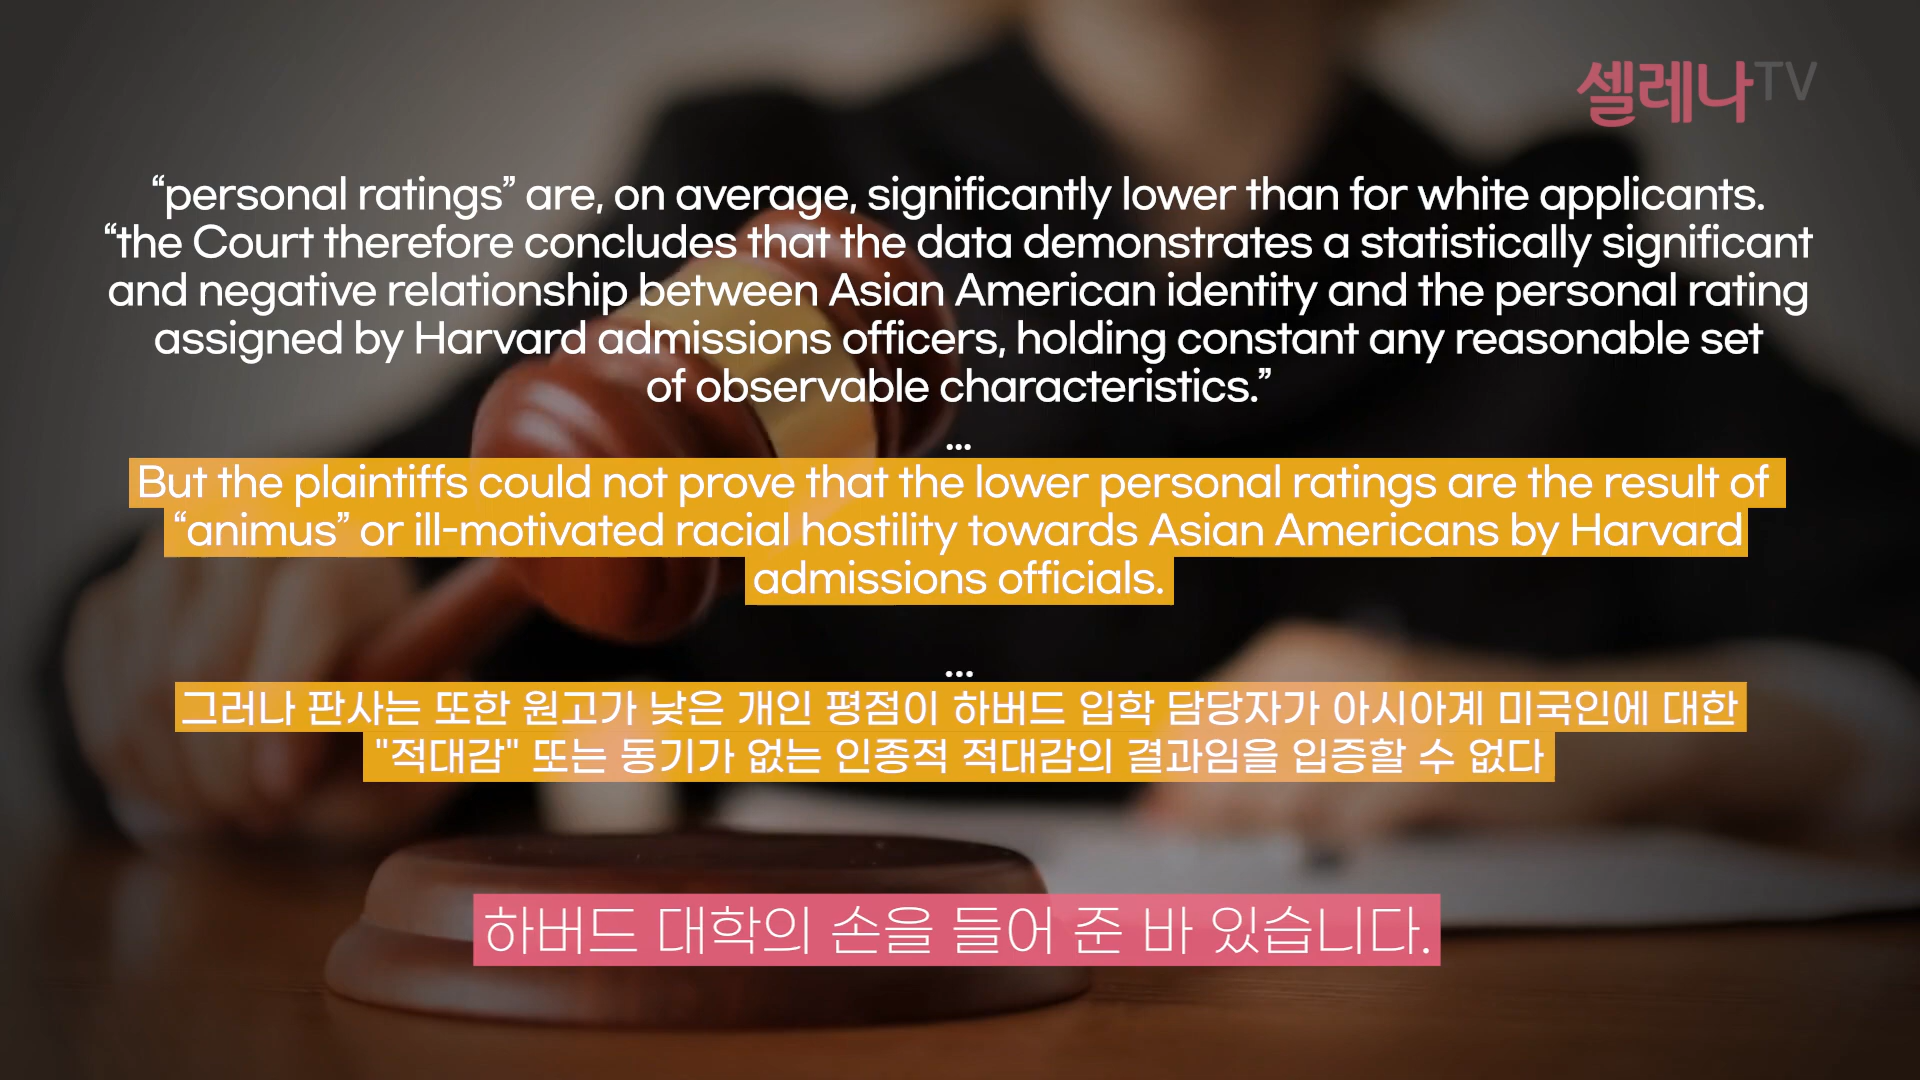 셀레나TV
“personal ratings” are, on average, significantly lower than for white applicants.
“the Court therefore concludes that the data demonstrates a statistically significant
and negative relationship between Asian American identity and the personal rating
assigned by Harvard admissions officers, holding constant any reasonable set
of observable characteristics.”
...
But the plaintiffs could not prove that the lower personal ratings are the result of
“animus” or ill-motivated racial hostility towards Asian Americans by Harvard
admissions officials.
...
그러나 판사는 또한 원고가 낮은 개인 평점이 하버드 입학 담당자가 아시아계 미국인에 대한
"적대감" 또는 동기가 없는 인종적 적대감의 결과임을 입증할 수 없다
하버드 대학의 손을 들어 준 바 있습니다.